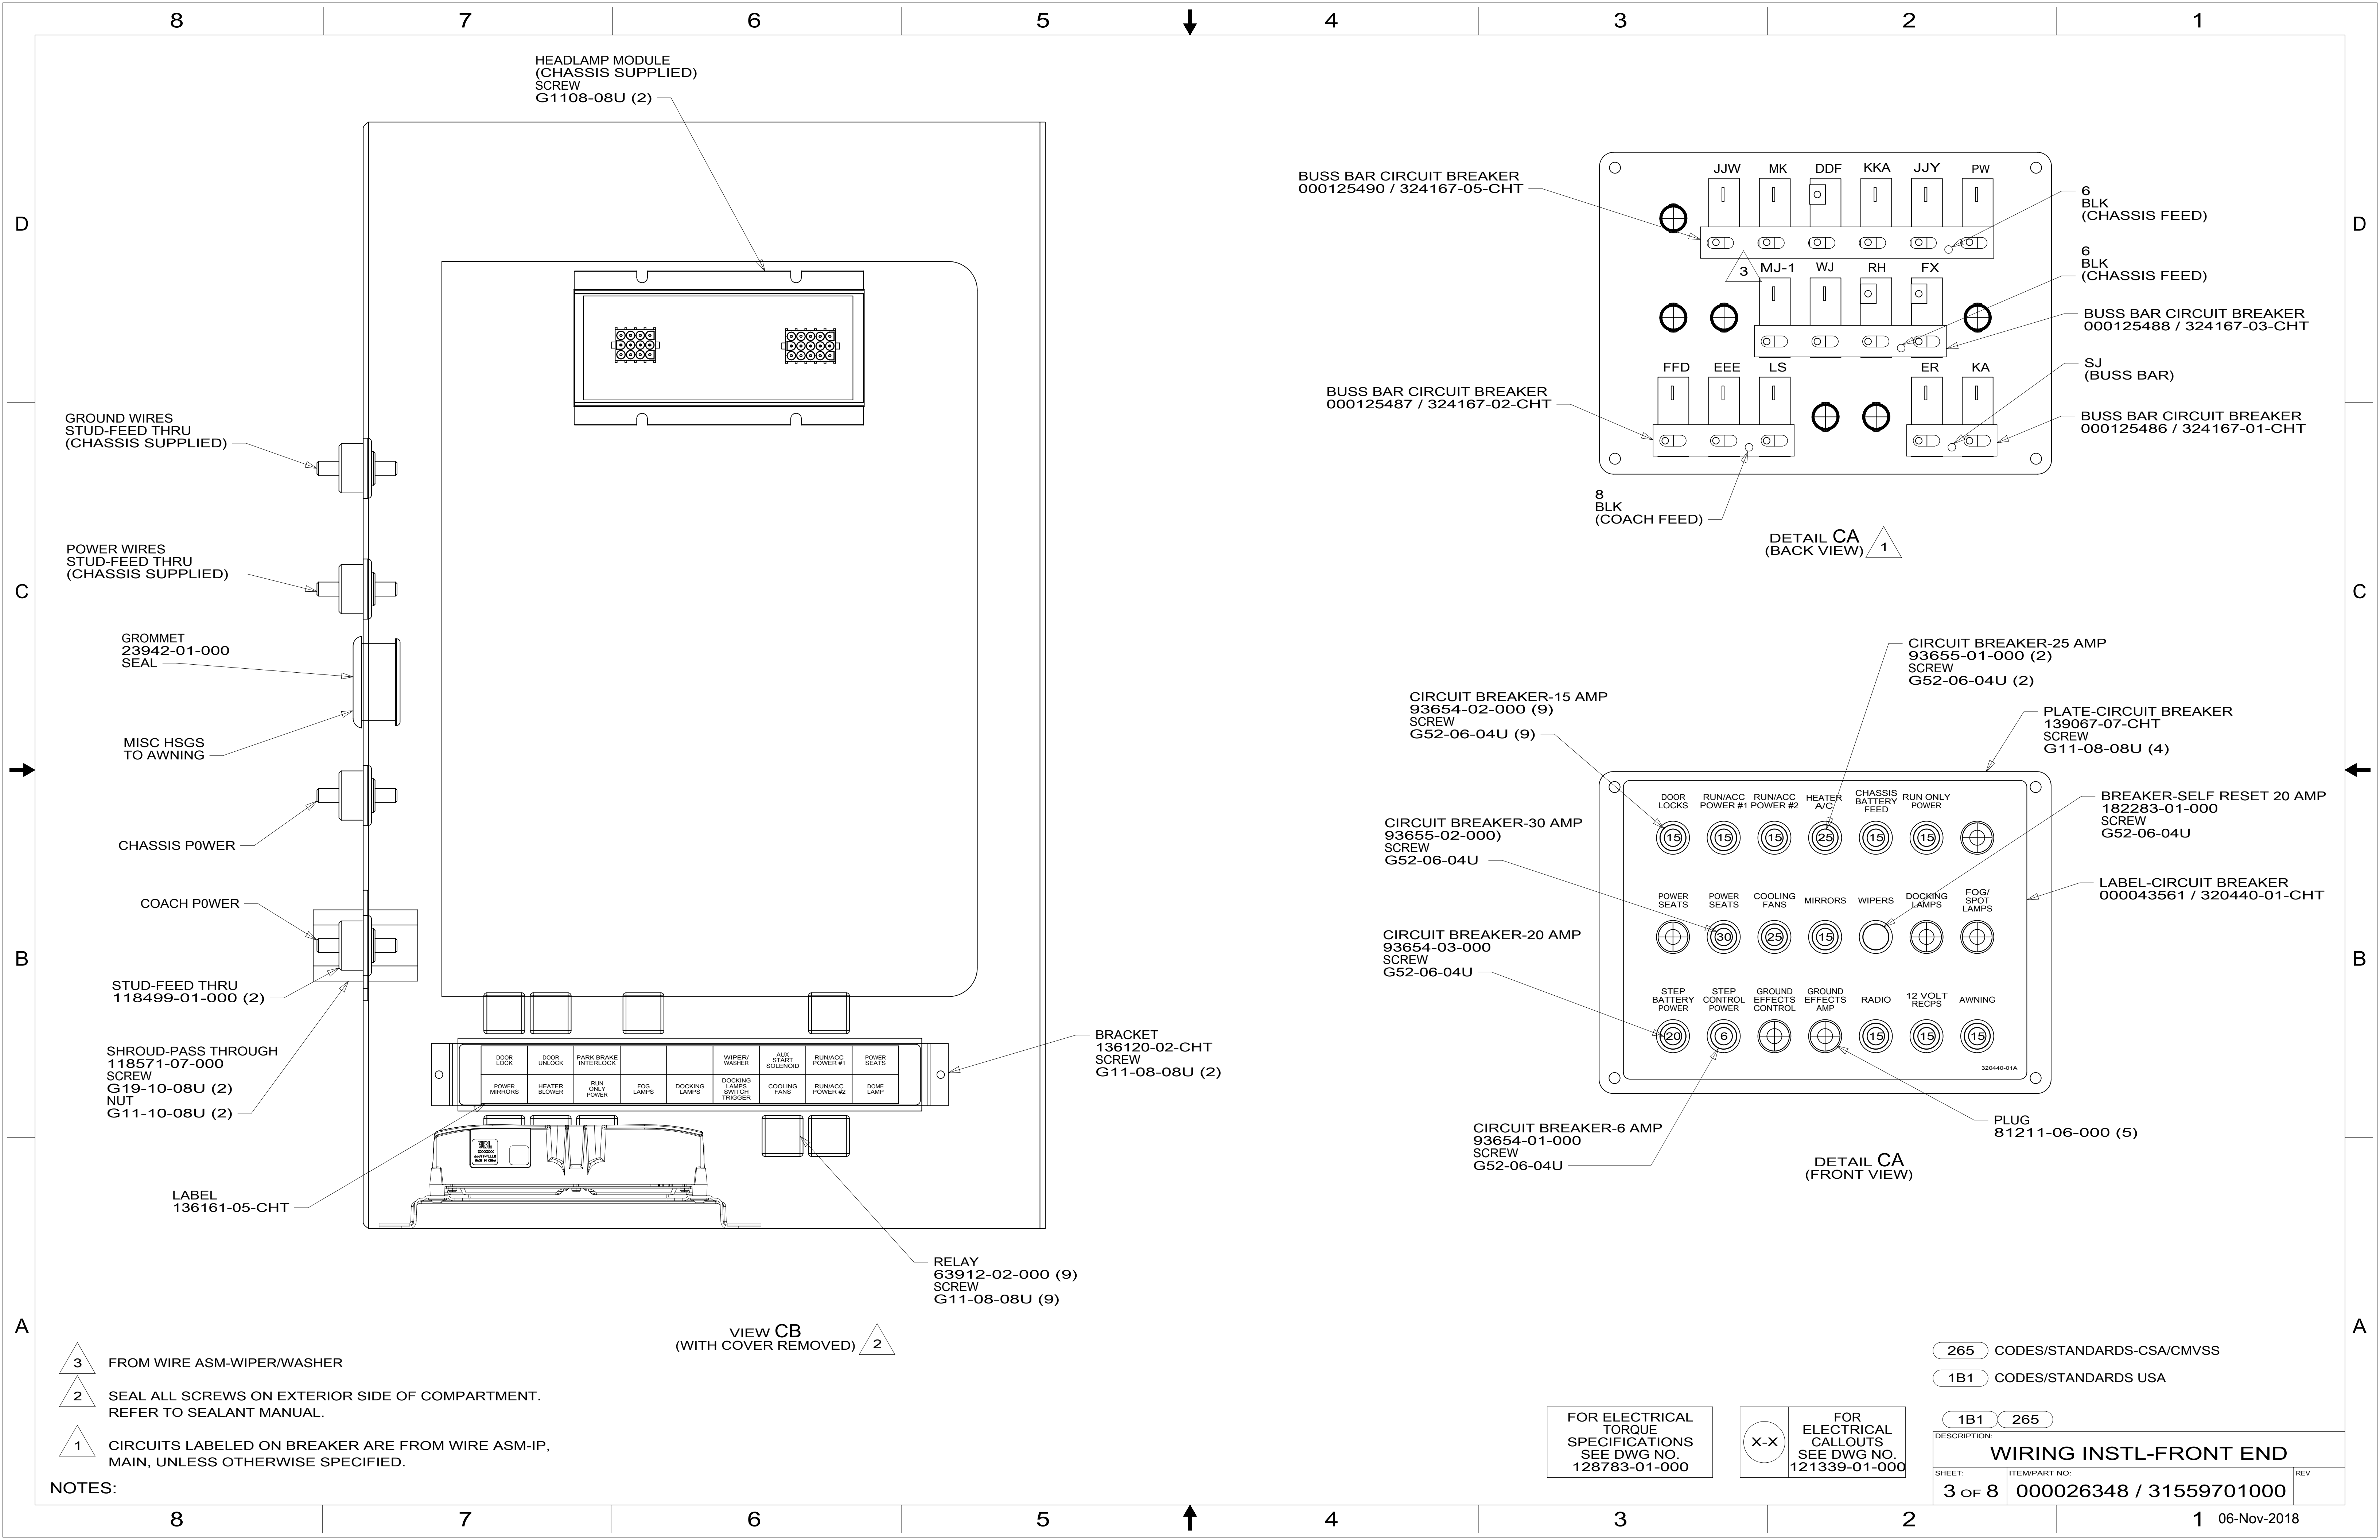 8 7 6 5 4 3 2 1
HEADLAMP MODULE
(CHASSIS SUPPLIED)
SCREW
G1108-08U (2)
GROUND WIRES
STUD-FEED THRU
(CHASSIS SUPPLIED)
POWER WIRES
STUD-FEED THRU
(CHASSIS SUPPLIED)
GROMMET
23942-01-000
SEAL
MISC HSGS
TO AWNING
CHASSIS P0WER
COACH P0WER
STUD-FEED THRU
118499-01-000 (2)
SHROUD-PASS THROUGH
118571-07-000
SCREW
G19-10-08U (2)
NUT
G11-10-08U (2)
LABEL
136161-05-CHT
DOOR
LOCK
DOOR
UNLOCK
PARK BRAKE
INTERLOCK
WIPER/
WASHER
AUX
START
SOLENOID
RUN/ACC
POWER #1
POWER
SEATS
POWER
MIRRORS
HEATER
BLOWER
RUN
ONLY
POWER
FOG
LAMPS
DOCKING
LAMPS
DOCKING
LAMPS
SWITCH
TRIGGER
COOLING
FANS
RUN/ACC
POWER #2
DOME
LAMP
JBL
XXXXXXX
MADE IN CHINA
BRACKET
136120-02-CHT
SCREW
G11-08-08U (2)
RELAY
63912-02-000 (9)
SCREW
G11-08-08U (9)
VIEW CB
(WITH COVER REMOVED)
2
BUSS BAR CIRCUIT BREAKER
000125490 / 324167-05-CHT
JJW MK DDF KKA JJY PW
6
BLK
(CHASSIS FEED)
6
BLK
(CHASSIS FEED)
3
MJ-1 WJ RH FX
BUSS BAR CIRCUIT BREAKER
000125488 / 324167-03-CHT
FFD EEE LS ER KA
SJ
(BUSS BAR)
BUSS BAR CIRCUIT BREAKER
000125487 / 324167-02-CHT
BUSS BAR CIRCUIT BREAKER
000125486 / 324167-01-CHT
8
BLK
(COACH FEED)
DETAIL CA
(BACK VIEW)
1
CIRCUIT BREAKER-25 AMP
93655-01-000 (2)
SCREW
G52-06-04U (2)
CIRCUIT BREAKER-15 AMP
93654-02-000 (9)
SCREW
G52-06-04U (9)
PLATE-CIRCUIT BREAKER
139067-07-CHT
SCREW
G11-08-08U (4)
BREAKER-SELF RESET 20 AMP
182283-01-000
SCREW
G52-06-04U
CIRCUIT BREAKER-30 AMP
93655-02-000)
SCREW
G52-06-04U
LABEL-CIRCUIT BREAKER
000043561 / 320440-01-CHT
CIRCUIT BREAKER-20 AMP
93654-03-000
SCREW
G52-06-04U
DOOR
LOCKS
RUN/ACC
POWER #1
RUN/ACC
POWER #2
HEATER
A/C
CHASSIS
BATTERY
FEED
RUN ONLY
POWER
15 15 15 25 15 15
POWER
SEATS
POWER
SEATS
COOLING
FANS
MIRRORS
WIPERS
DOCKING
LAMPS
FOG/
SPOT
LAMPS
30 25 15
STEP
BATTERY
POWER
STEP
CONTROL
POWER
GROUND
EFFECTS
CONTROL
GROUND
EFFECTS
AMP
RADIO
12 VOLT
RECPS
AWNING
20 6 15 15 15
320440-01A
CIRCUIT BREAKER-6 AMP
93654-01-000
SCREW
G52-06-04U
PLUG
81211-06-000 (5)
DETAIL CA
(FRONT VIEW)
D D
C C
B B
A A
3 FROM WIRE ASM-WIPER/WASHER
2 SEAL ALL SCREWS ON EXTERIOR SIDE OF COMPARTMENT.
REFER TO SEALANT MANUAL.
1 CIRCUITS LABELED ON BREAKER ARE FROM WIRE ASM-IP,
MAIN, UNLESS OTHERWISE SPECIFIED.
NOTES:
265 CODES/STANDARDS-CSA/CMVSS
1B1 CODES/STANDARDS USA
FOR ELECTRICAL
TORQUE
SPECIFICATIONS
SEE DWG NO.
128783-01-000
X-X
FOR
ELECTRICAL
CALLOUTS
SEE DWG NO.
121339-01-000
1B1 265
DESCRIPTION:
WIRING INSTL-FRONT END
SHEET:
3 OF 8
ITEM/PART NO:
000026348 / 31559701000
REV
8 7 6 5 4 3 2 1
06-Nov-2018